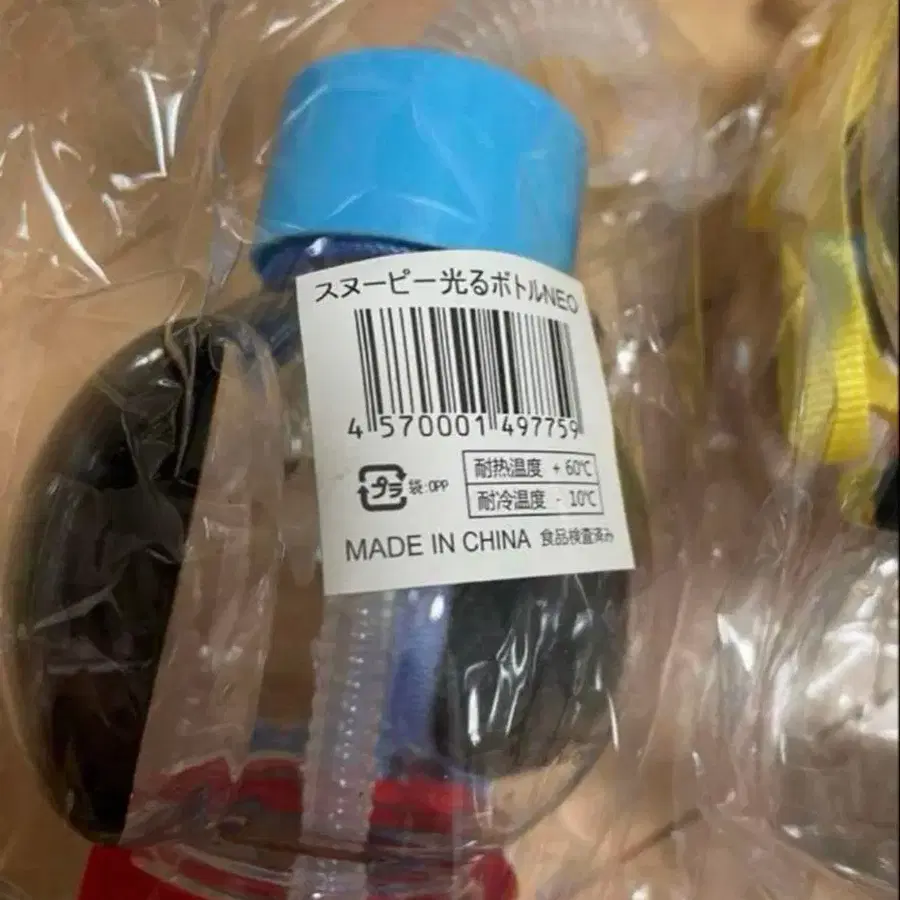 スヌーピー光るボトルNEO
4 570001 497759
プラ 袋:OPP
耐熱温度 + 60℃
耐冷温度 - 10℃
MADE IN CHINA 食品検査済み